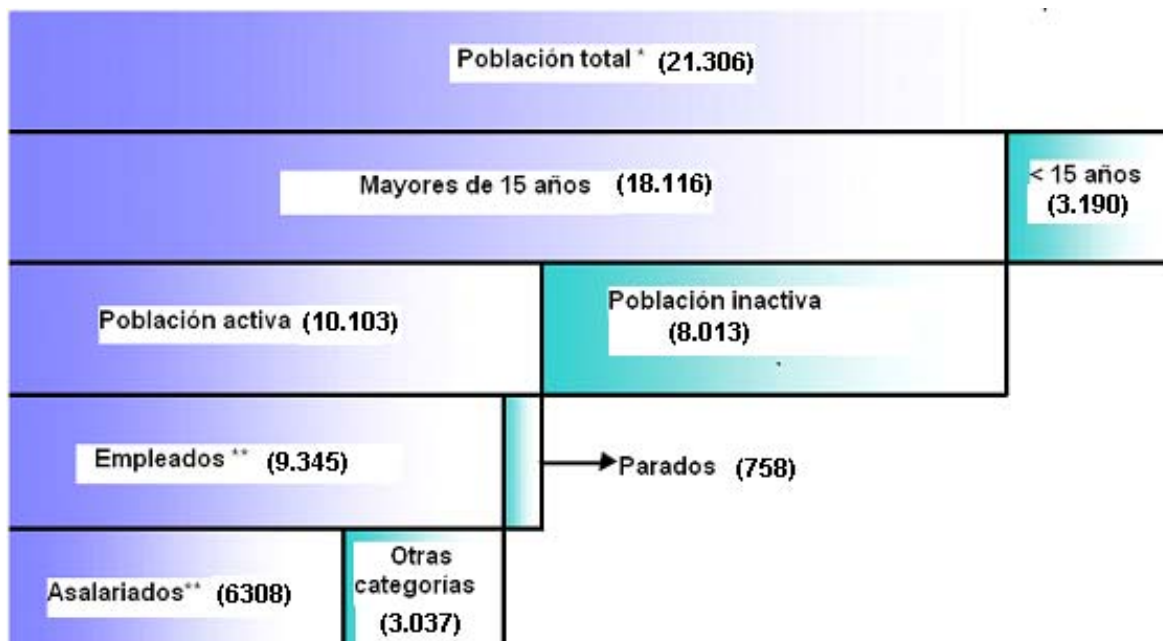 Población total * (21.306)
Mayores de 15 años (18.116)
< 15 años
(3.190)
Población activa (10.103)
Población inactiva
(8.013)
Empleados ** (9.345)
Parados (758)
Asalariados** (6308)
Otras
categorías
(3.037)